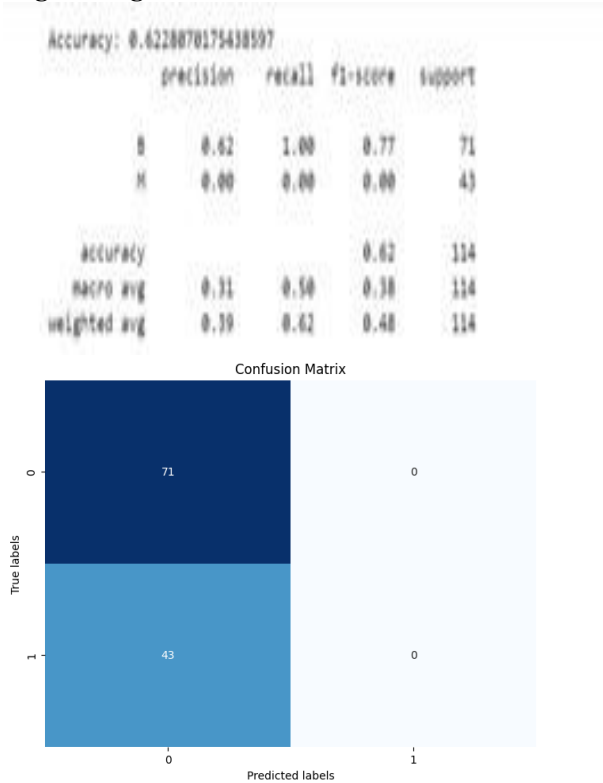 Accuracy: 0.6228070175438597
precision recall f1-score support
B 0.62 1.00 0.77 71
M 0.00 0.00 0.00 43
accuracy 0.62 114
macro avg 0.31 0.50 0.38 114
weighted avg 0.39 0.62 0.48 114
Confusion Matrix
0 71 0
True labels
1 43 0
0 1
Predicted labels